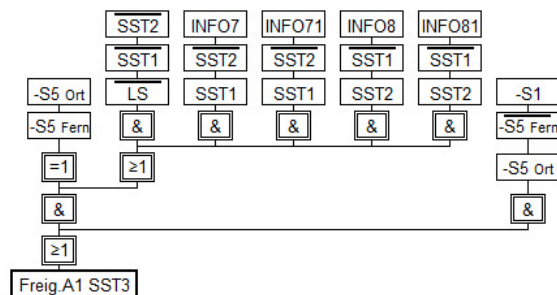 SST2 INFO7 INFO71 INFO8 INFO81
SST1 SST2 SST2 SST1 SST1
-S5 Ort LS SST1 SST1 SST2 SST2 -S1
-S5 Fern & & & & & -S5 Fern
=1 ≥1 -S5 Ort
& &
≥1
Freig.A1 SST3